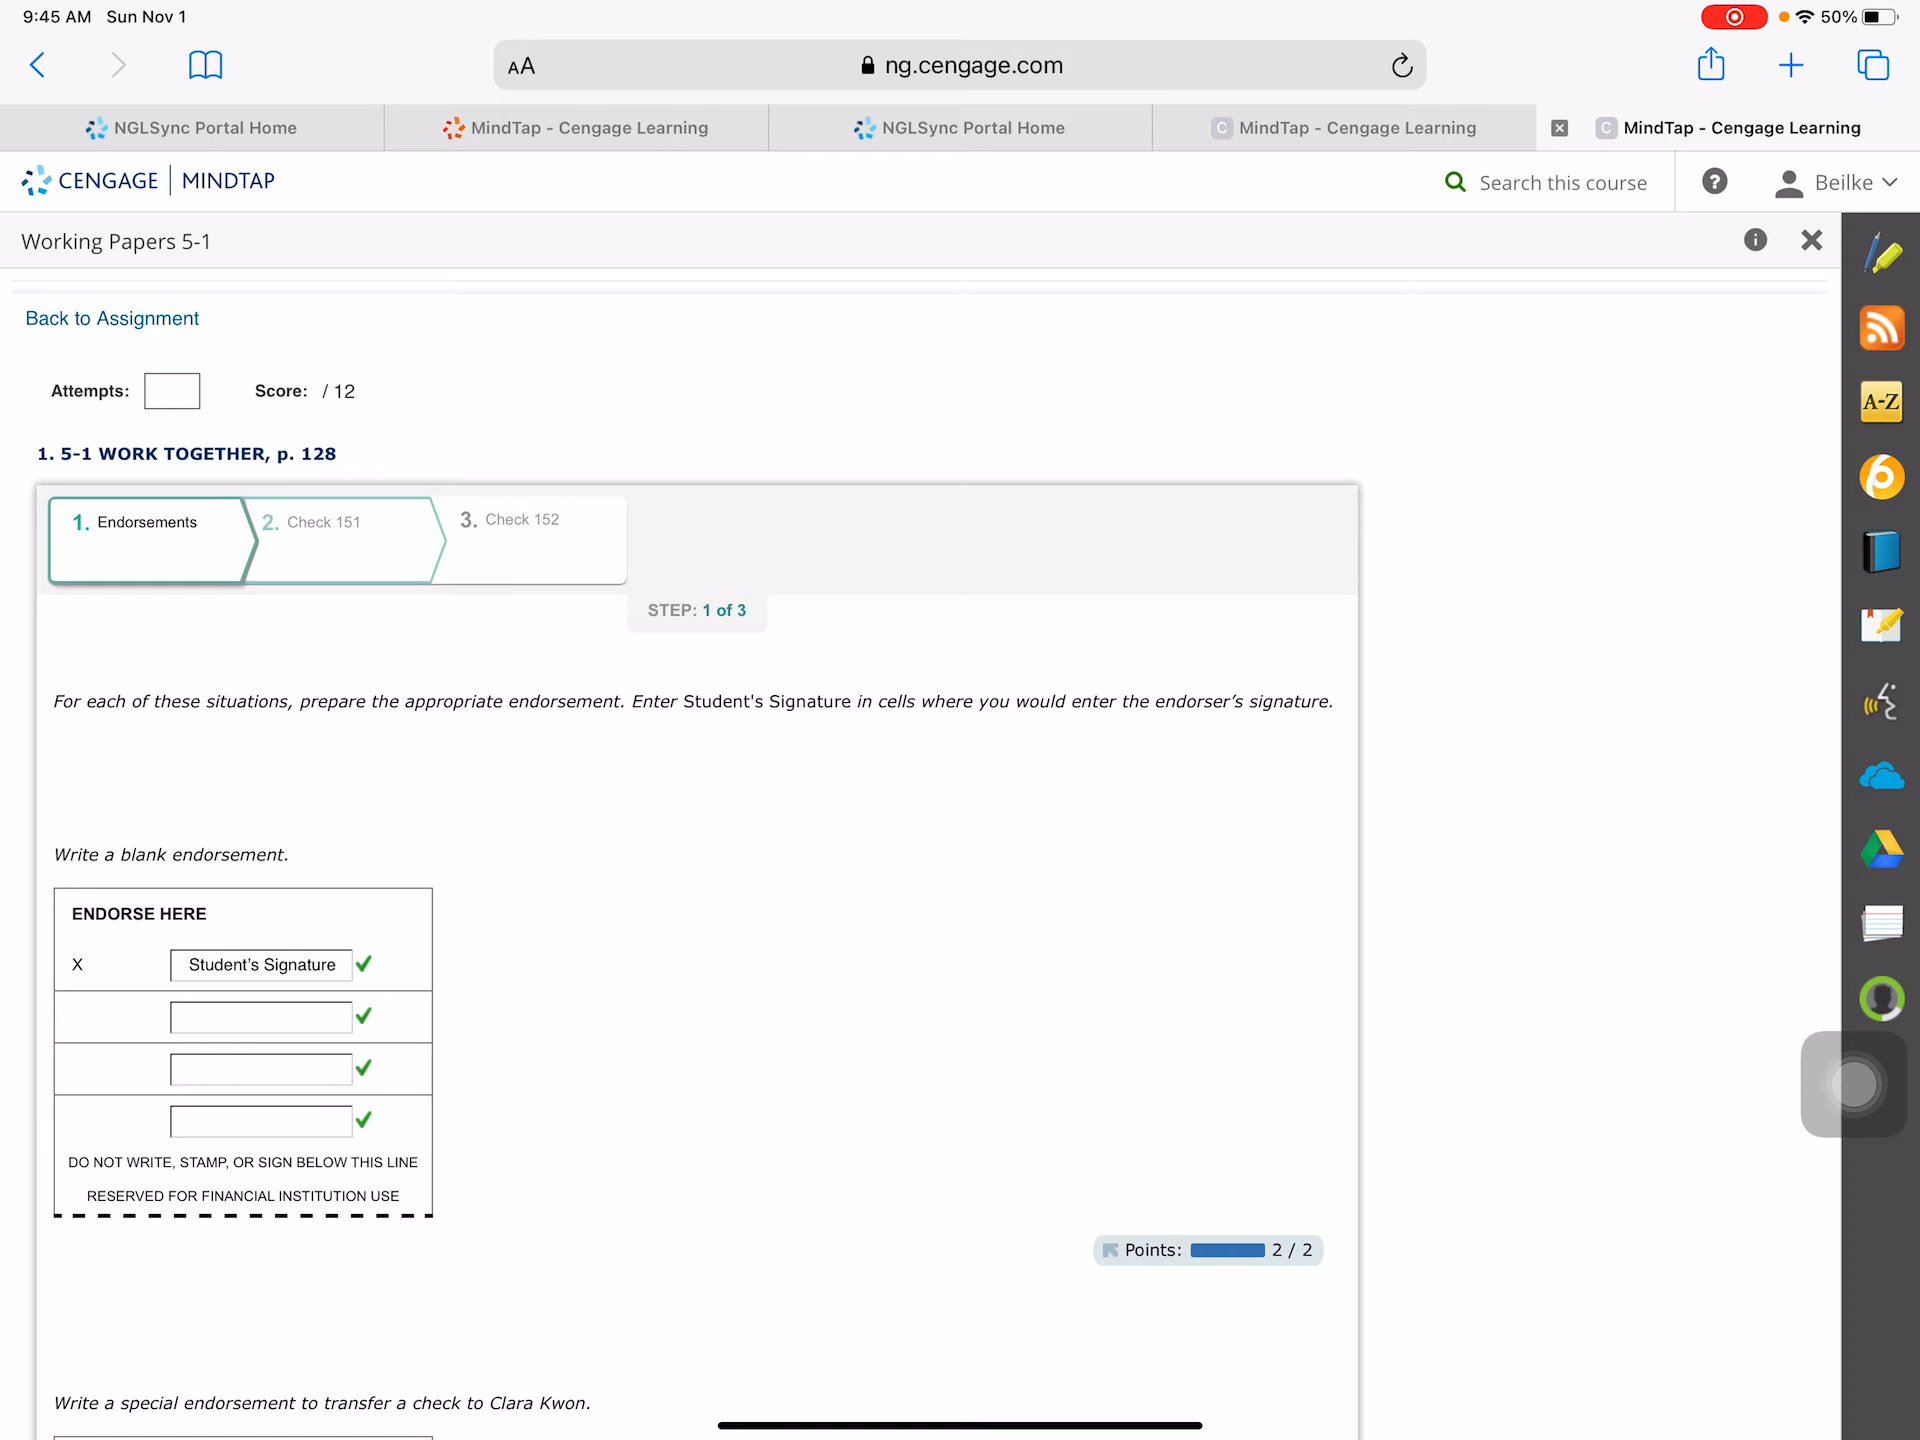 9:45 AM Sun Nov 1
50%
AA
ng.cengage.com
NGLSync Portal Home
MindTap - Cengage Learning
NGLSync Portal Home
C MindTap - Cengage Learning
C MindTap - Cengage Learning
CENGAGE | MINDTAP
Search this course
?
Beilke
Working Papers 5-1
i
Back to Assignment
A-Z
Attempts:
Score: / 12
1. 5-1 WORK TOGETHER, p. 128
1. Endorsements
2. Check 151
3. Check 152
STEP: 1 of 3
For each of these situations, prepare the appropriate endorsement. Enter Student's Signature in cells where you would enter the endorser’s signature.
Write a blank endorsement.
ENDORSE HERE
X Student’s Signature
DO NOT WRITE, STAMP, OR SIGN BELOW THIS LINE
RESERVED FOR FINANCIAL INSTITUTION USE
Points: 2 / 2
Write a special endorsement to transfer a check to Clara Kwon.